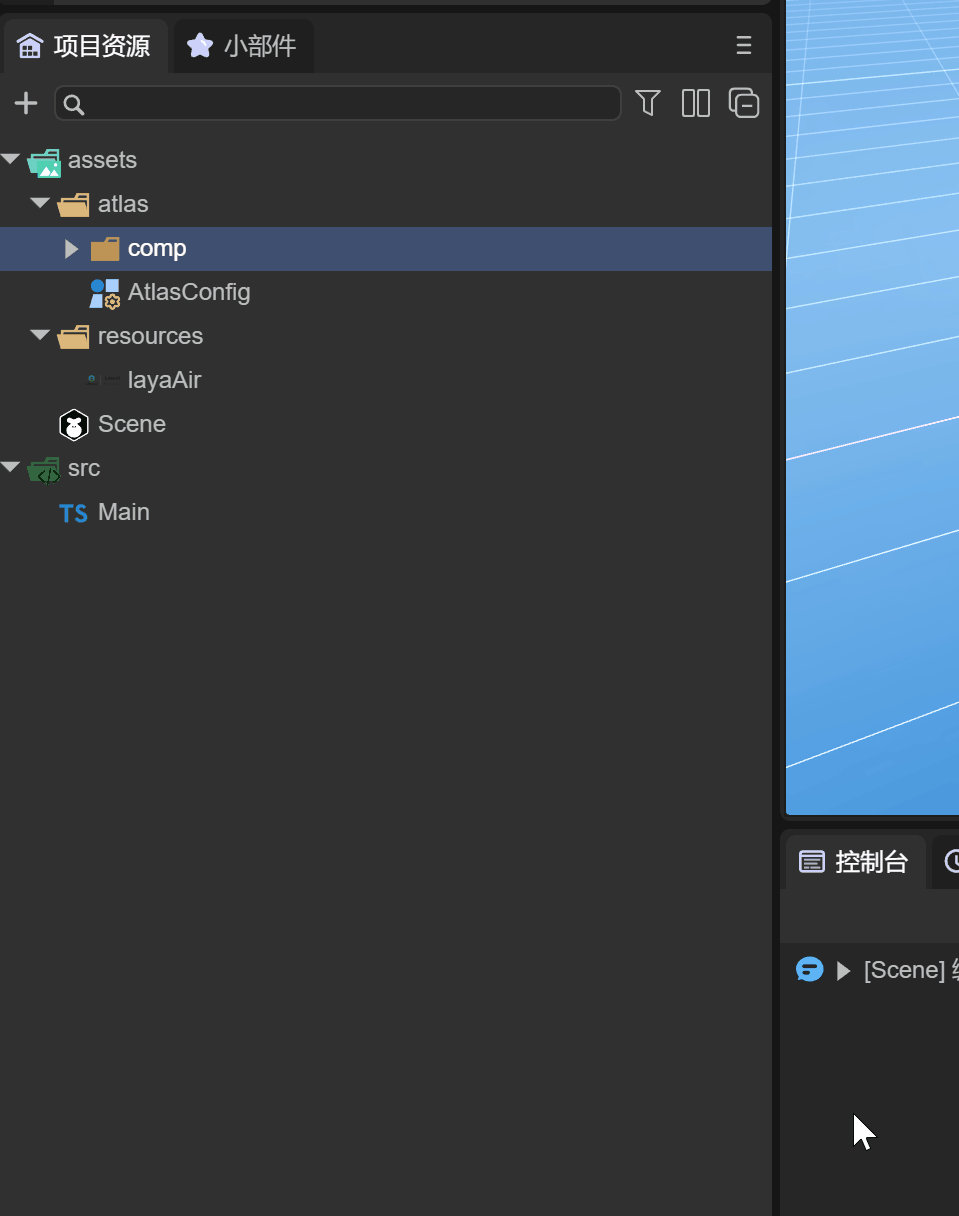 项目资源
小部件
assets
atlas
comp
AtlasConfig
resources
layaAir
Scene
src
TS Main
控制台
[Scene]